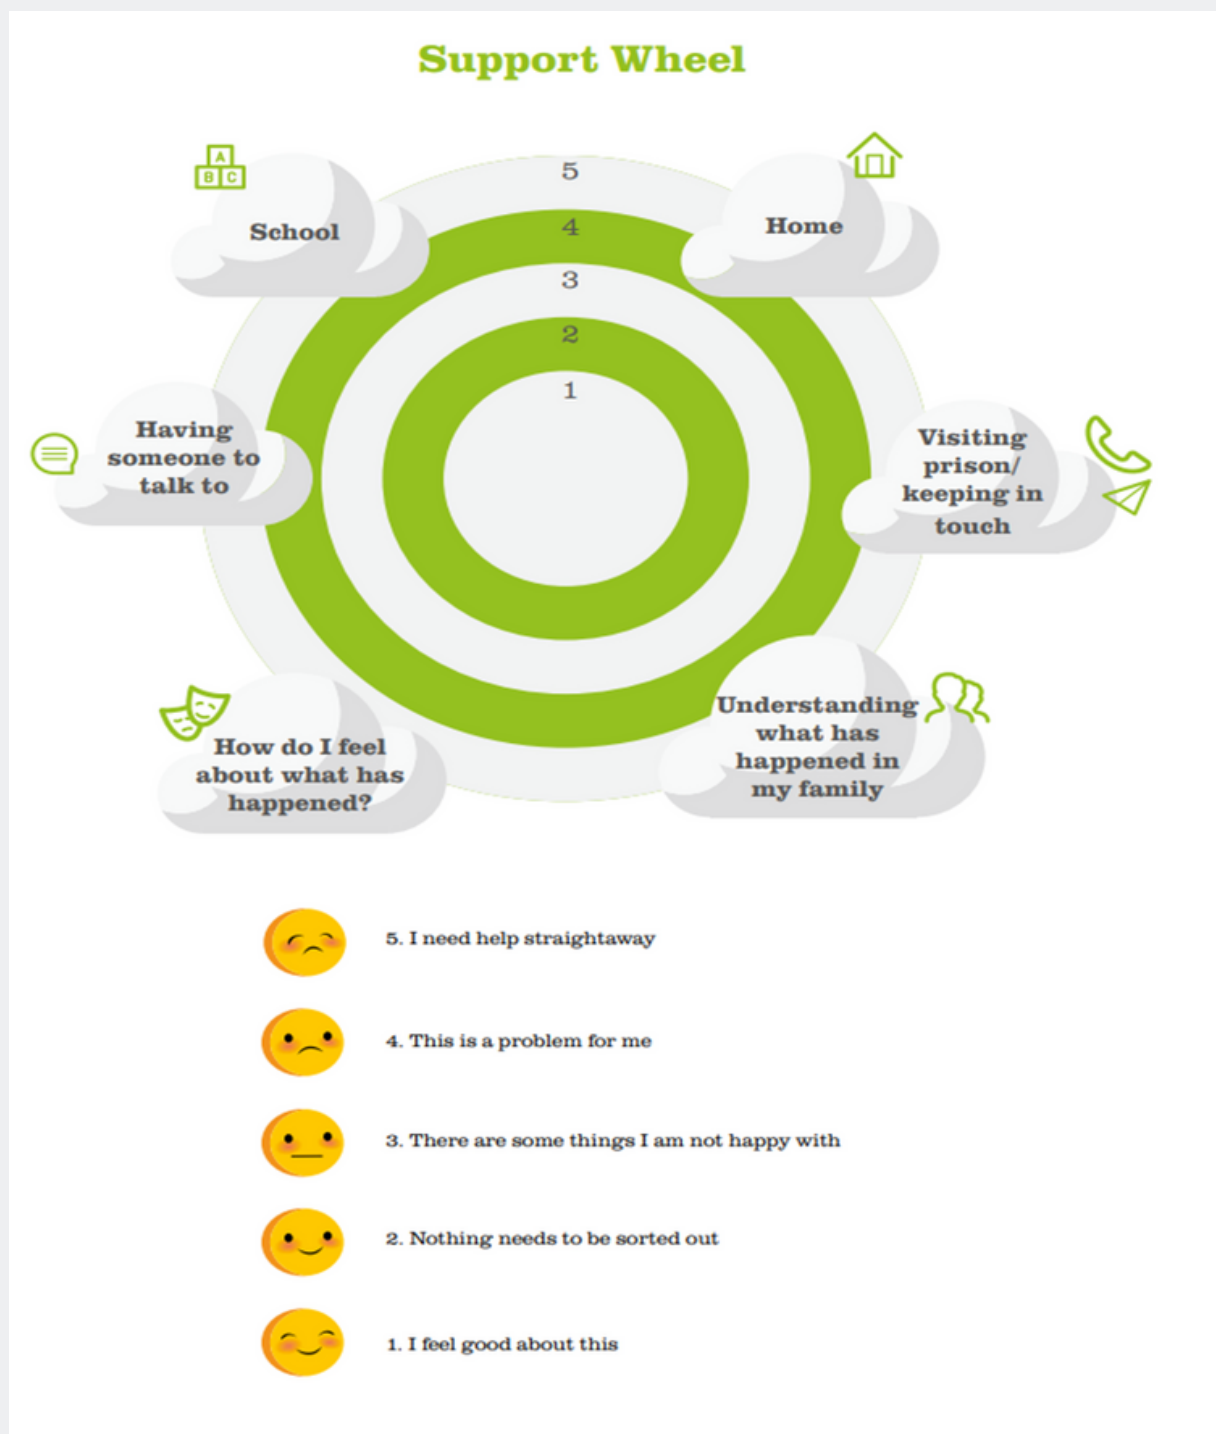 Support Wheel
A
B C
School
5
4
3
2
1
Home
Having
someone to
talk to
Visiting
prison/
keeping in
touch
How do I feel
about what has
happened?
Understanding
what has
happened in
my family
5. I need help straightaway
4. This is a problem for me
3. There are some things I am not happy with
2. Nothing needs to be sorted out
1. I feel good about this